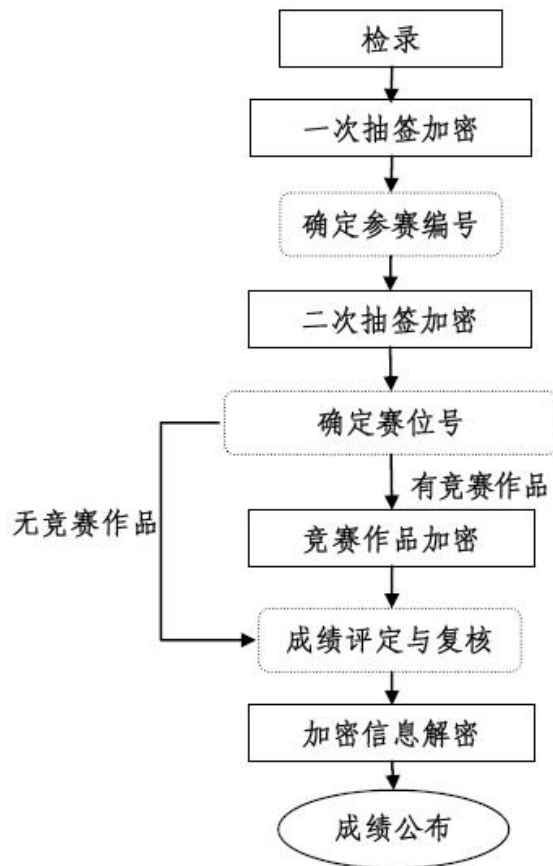 检录
一次抽签加密
确定参赛编号
二次抽签加密
确定赛位号
有竞赛作品
无竞赛作品
竞赛作品加密
成绩评定与复核
加密信息解密
成绩公布